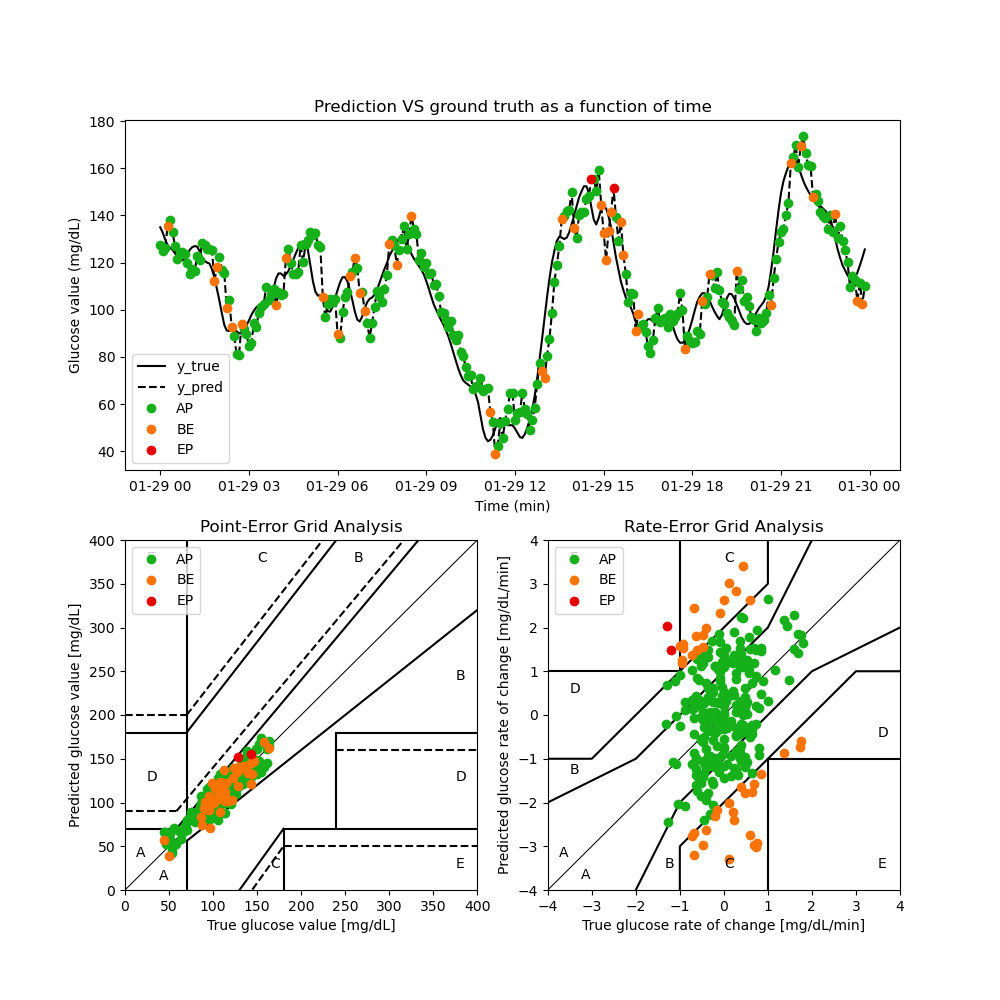 Prediction VS ground truth as a function of time
Glucose value (mg/dL)
180
160
140
120
100
80
60
40
y_true
y_pred
AP
BE
EP
01-29 00 01-29 03 01-29 06 01-29 09 01-29 12 01-29 15 01-29 18 01-29 21 01-30 00
Time (min)
Point-Error Grid Analysis
Predicted glucose value [mg/dL]
400
350
300
250
200
150
100
50
0
AP
BE
EP
C
B
B
D
D
A
A
C
E
0 50 100 150 200 250 300 350 400
True glucose value [mg/dL]
Rate-Error Grid Analysis
Predicted glucose rate of change [mg/dL/min]
4
3
2
1
0
−1
−2
−3
−4
AP
BE
EP
C
D
D
B
A
A
B
C
E
−4 −3 −2 −1 0 1 2 3 4
True glucose rate of change [mg/dL/min]